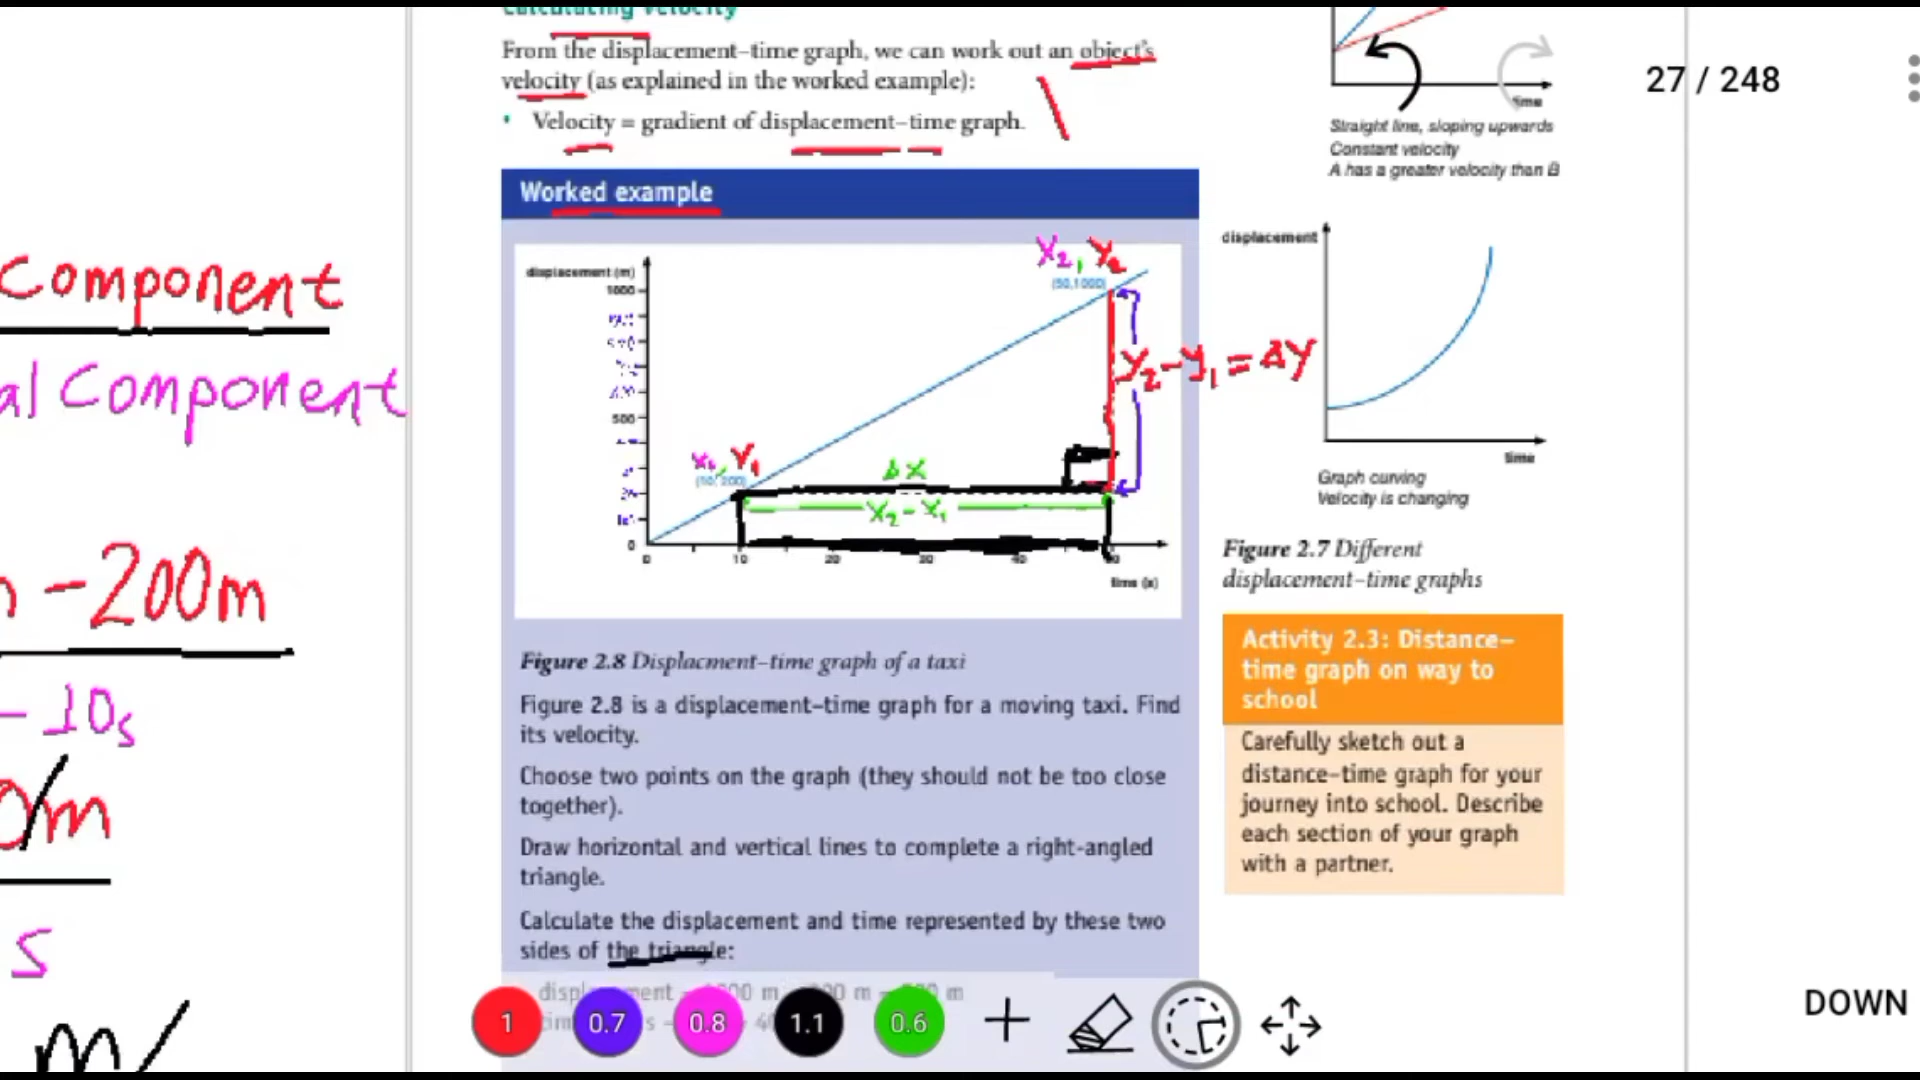 Calculating velocity
From the displacement–time graph, we can work out an object's
velocity (as explained in the worked example):
• Velocity = gradient of displacement–time graph.
Worked example
displacement (m)
1000
500
0
X₂, Y₂
(50,1000)
Y₂-Y₁ = ΔY
X₁, Y₁
(10, 200)
ΔX
X₂-X₁
0 10 20 30 40
time (s)
Figure 2.8 Displacment–time graph of a taxi
Figure 2.8 is a displacement–time graph for a moving taxi. Find
its velocity.
Choose two points on the graph (they should not be too close
together).
Draw horizontal and vertical lines to complete a right-angled
triangle.
Calculate the displacement and time represented by these two
sides of the triangle:
time
Straight line, sloping upwards
Constant velocity
A has a greater velocity than B
displacement
time
Graph curving
Velocity is changing
Figure 2.7 Different
displacement–time graphs
Activity 2.3: Distance–
time graph on way to
school
Carefully sketch out a
distance–time graph for your
journey into school. Describe
each section of your graph
with a partner.
Component
al Component
-200m
-10s
0/m
s
m/
27 / 248
1 0.7 0.8 1.1 0.6
DOWN